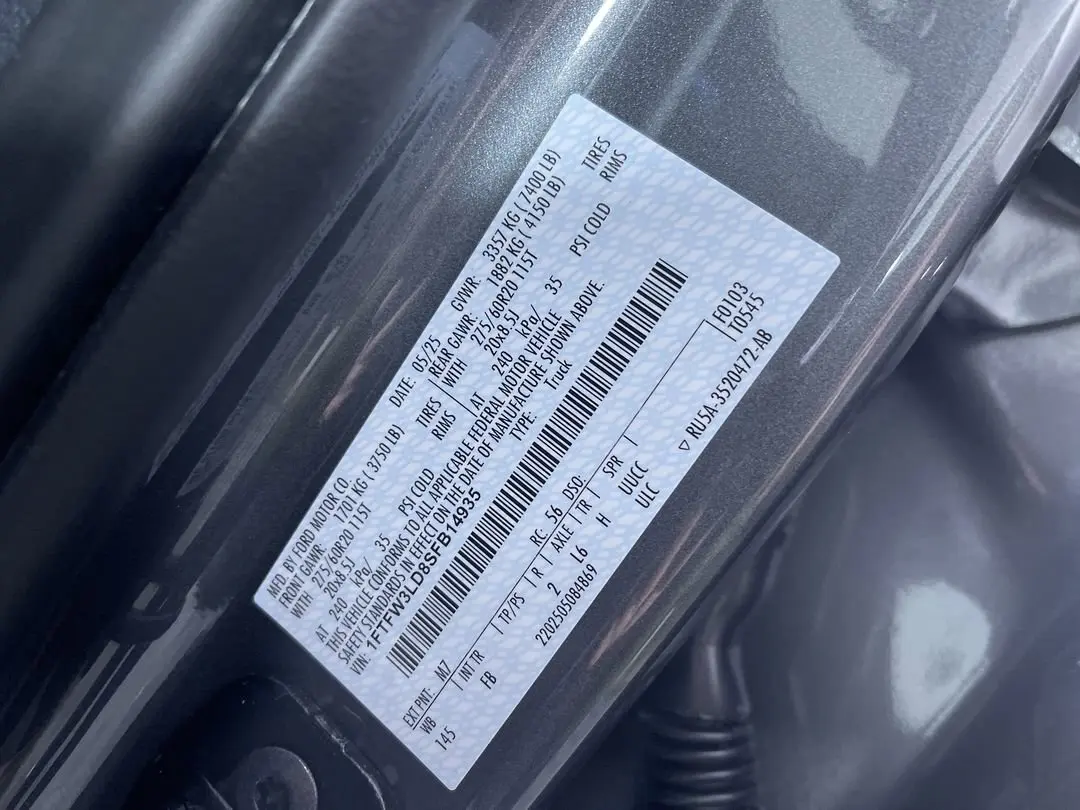 MFD. BY FORD MOTOR CO.
DATE: 05/25 GVWR: 3357 KG ( 7400 LB)
FRONT GAWR: 1701 KG ( 3750LB) REAR GAWR: 1882 KG ( 4150 LB)
WITH 275/60R20 115T TIRES WITH 275/60R20 115T TIRES
20x8.5J RIMS 20x8.5J RIMS
AT 240 kPa/ 35 PSI COLD AT 240 kPa/ 35 PSI COLD
THIS VEHICLE CONFORMS TO ALL APPLICABLE FEDERAL MOTOR VEHICLE
SAFETY STANDARDS IN EFFECT ON THE DATE OF MANUFACTURE SHOWN ABOVE.
VIN: 1FTFW3LD8SFB14935 TYPE: Truck
EXT PNT: M7 RC: 56 DSO: F0103
WB | INT TR | TP/PS | R | AXLE | TR | SPR | T0545
145 FB 2 L6 H UUCC
2202505084869 ULC
▽ RU5A-3520472-AB